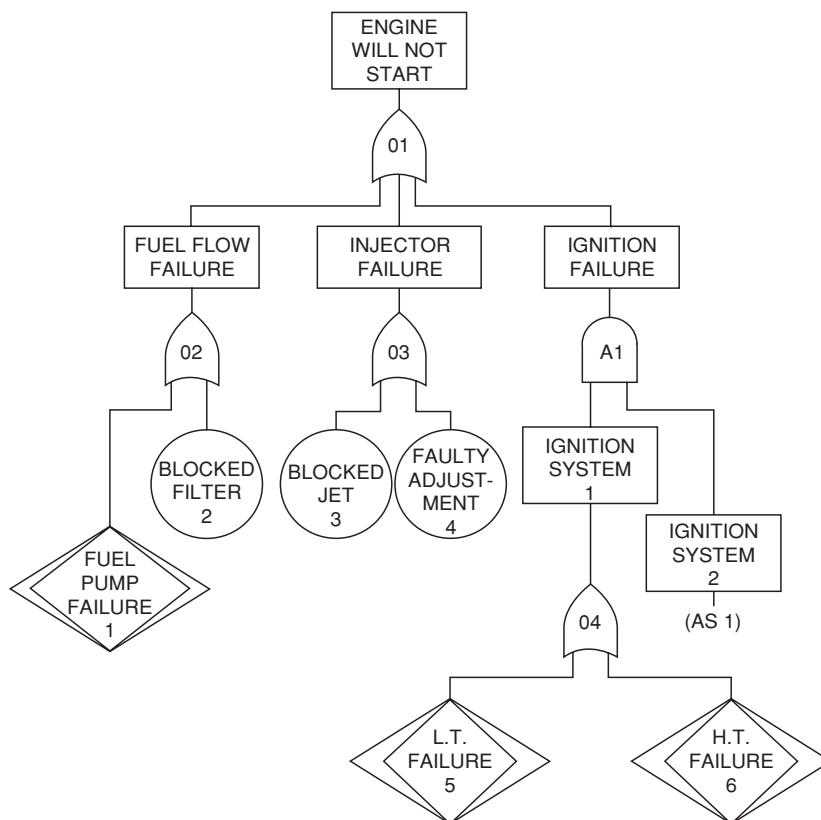 ENGINE
WILL NOT
START
01
FUEL FLOW
FAILURE
INJECTOR
FAILURE
IGNITION
FAILURE
02
03
A1
BLOCKED
FILTER
2
BLOCKED
JET
3
FAULTY
ADJUST-
MENT
4
IGNITION
SYSTEM
1
FUEL
PUMP
FAILURE
1
IGNITION
SYSTEM
2
(AS 1)
04
L.T.
FAILURE
5
H.T.
FAILURE
6